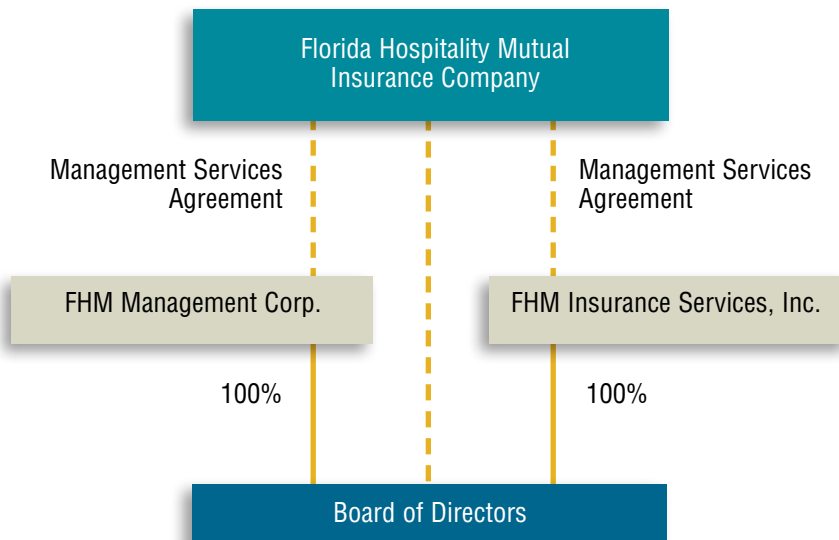 Florida Hospitality Mutual
Insurance Company
Management Services
Agreement
Management Services
Agreement
FHM Management Corp.
FHM Insurance Services, Inc.
100%
100%
Board of Directors